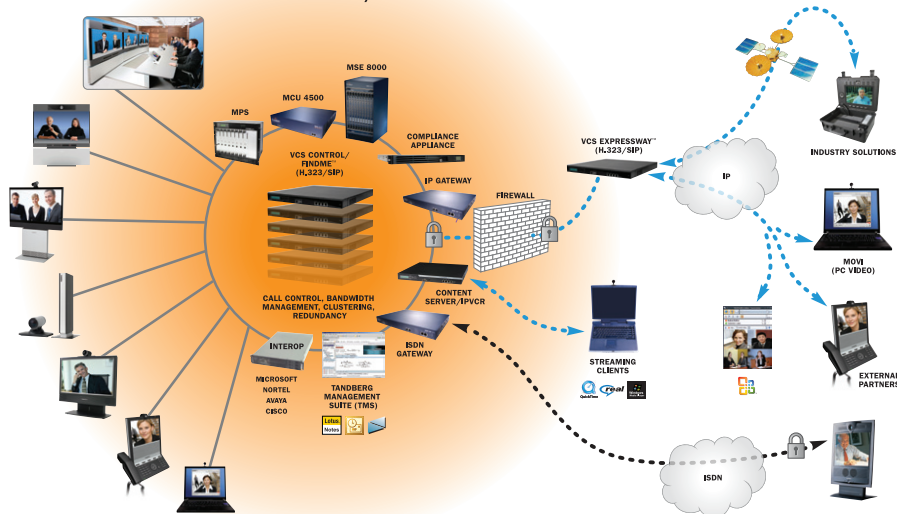 MSE 8000
MCU 4500
MPS
COMPLIANCE
APPLIANCE
VCS CONTROL/
FINDME™
(H.323/SIP)
IP GATEWAY
FIREWALL
VCS EXPRESSWAY™
(H.323/SIP)
IP
INDUSTRY SOLUTIONS
MOVI
(PC VIDEO)
CONTENT
SERVER/IPVCR
CALL CONTROL, BANDWIDTH
MANAGEMENT, CLUSTERING,
REDUNDANCY
ISDN
GATEWAY
INTEROP
MICROSOFT
NORTEL
AVAYA
CISCO
TANDBERG
MANAGEMENT
SUITE (TMS)
Lotus
Notes
STREAMING
CLIENTS
QuickTime
real
EXTERNAL
PARTNERS
ISDN